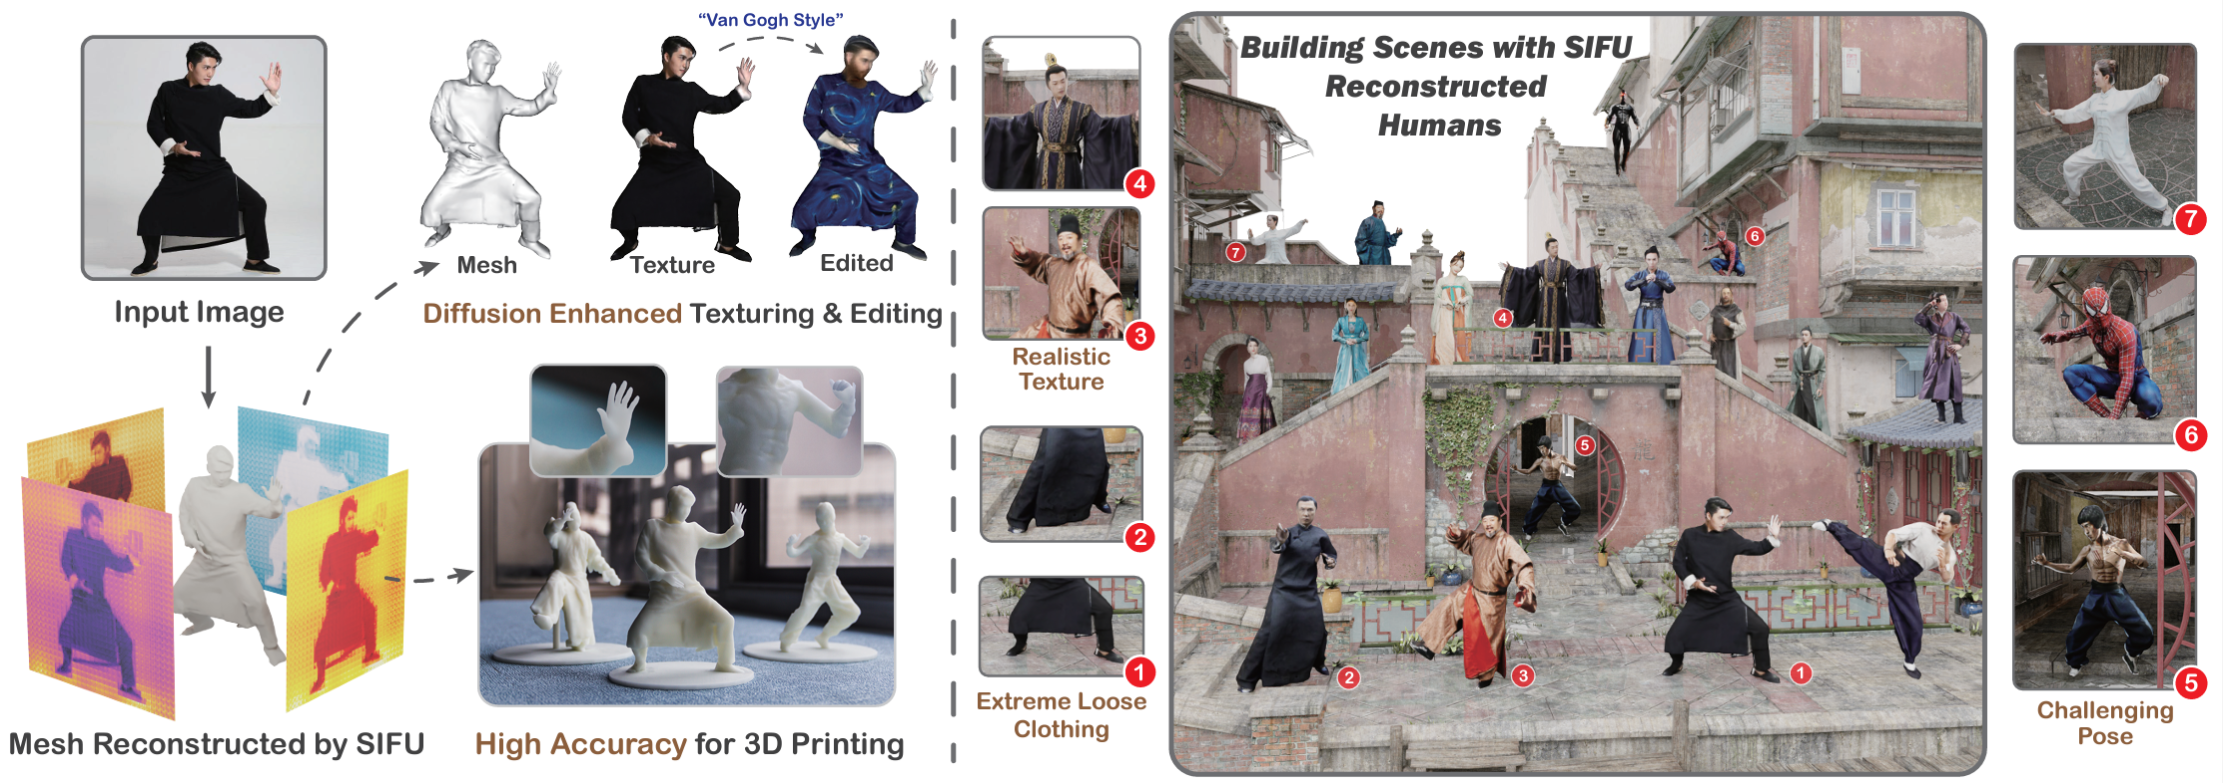 "Van Gogh Style"
Mesh
Texture
Edited
Input Image
Diffusion Enhanced Texturing & Editing
Mesh Reconstructed by SIFU
High Accuracy for 3D Printing
4
3
Realistic
Texture
2
1
Extreme Loose
Clothing
Building Scenes with SIFU
Reconstructed
Humans
7
6
4
5
2
3
1
7
6
5
Challenging
Pose